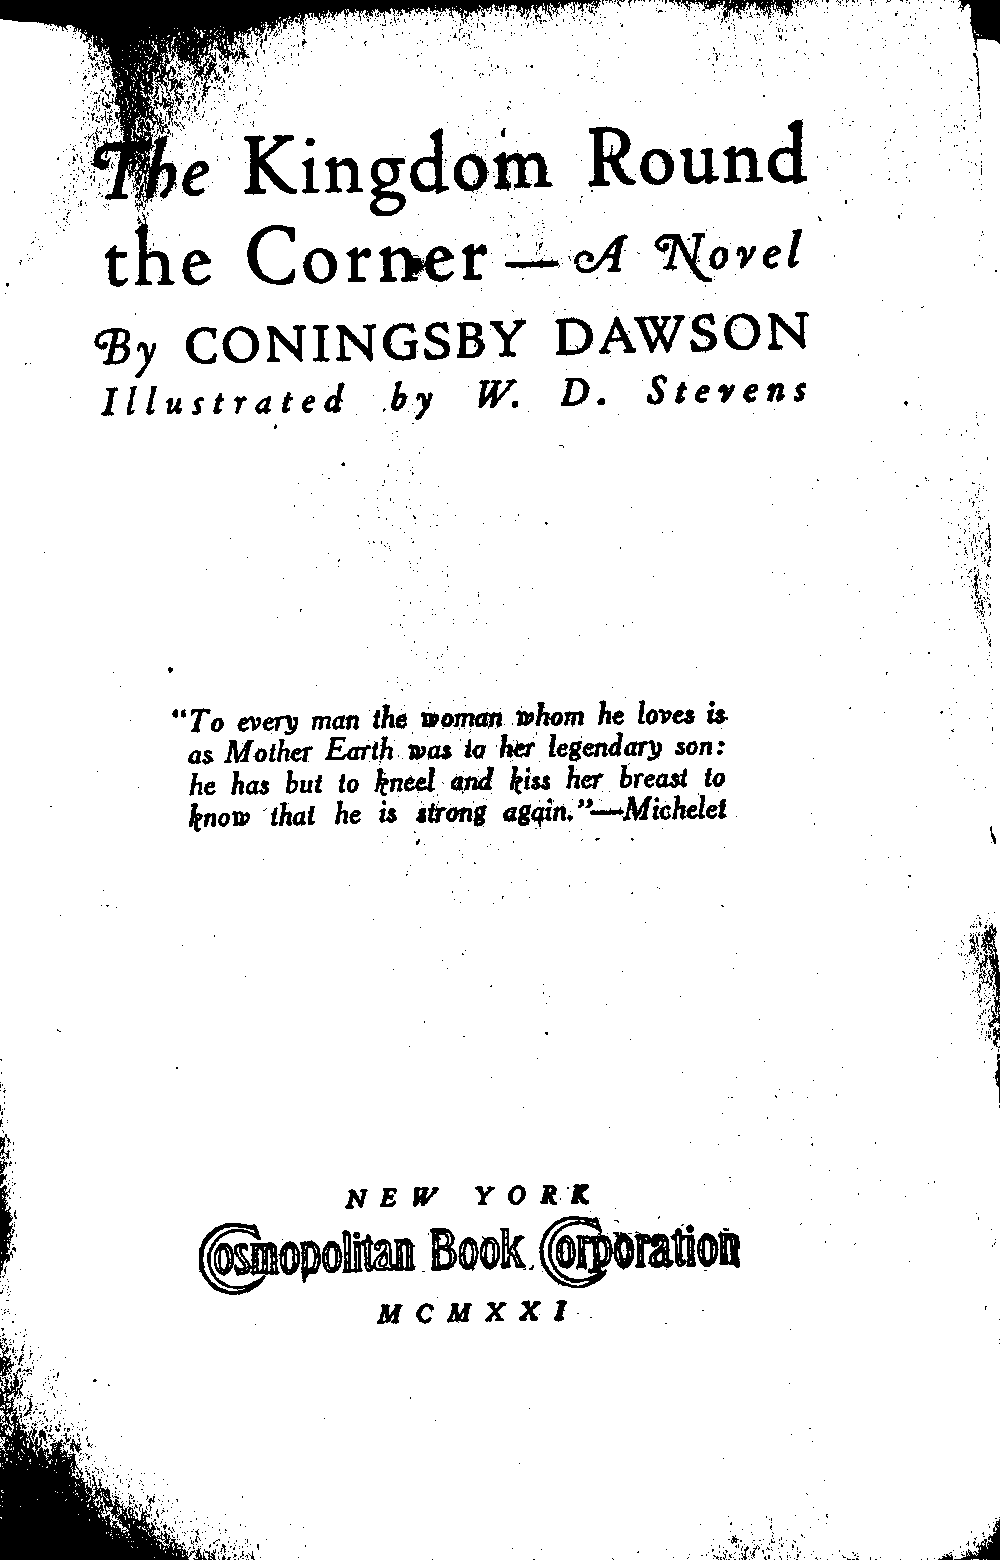 The Kingdom Round
the Corner — A Novel
By CONINGSBY DAWSON
Illustrated by W. D. Stevens
“To every man the woman whom he loves is
as Mother Earth was to her legendary son:
he has but to kneel and kiss her breast to
know that he is strong again.”—Michelet
NEW YORK
Cosmopolitan Book Corporation
MCMXXI